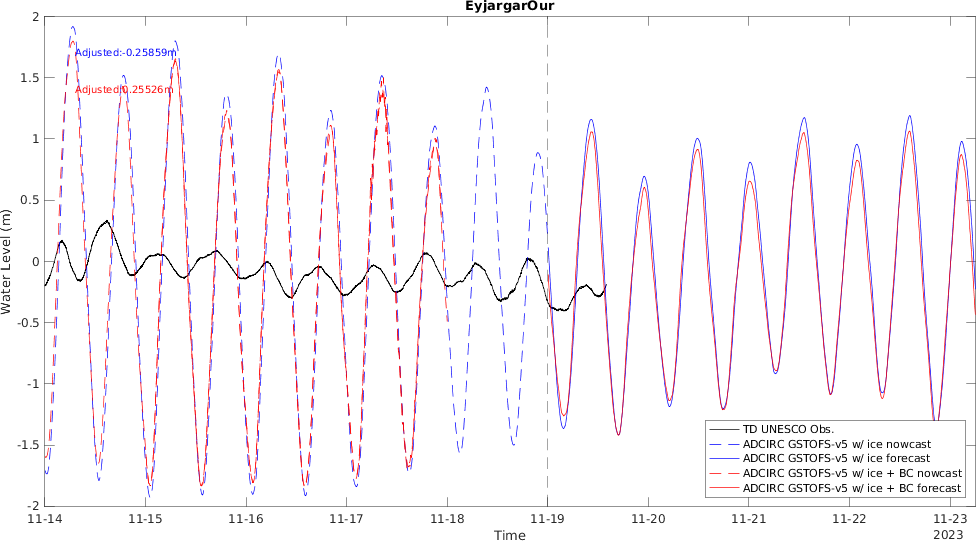 EyjargarOur
2
1.5
1
0.5
0
-0.5
-1
-1.5
-2
Water Level (m)
Adjusted:-0.25859m
Adjusted:0.25526m
TD UNESCO Obs.
ADCIRC GSTOFS-v5 w/ ice nowcast
ADCIRC GSTOFS-v5 w/ ice forecast
ADCIRC GSTOFS-v5 w/ ice + BC nowcast
ADCIRC GSTOFS-v5 w/ ice + BC forecast
11-14 11-15 11-16 11-17 11-18 11-19 11-20 11-21 11-22 11-23
Time
2023